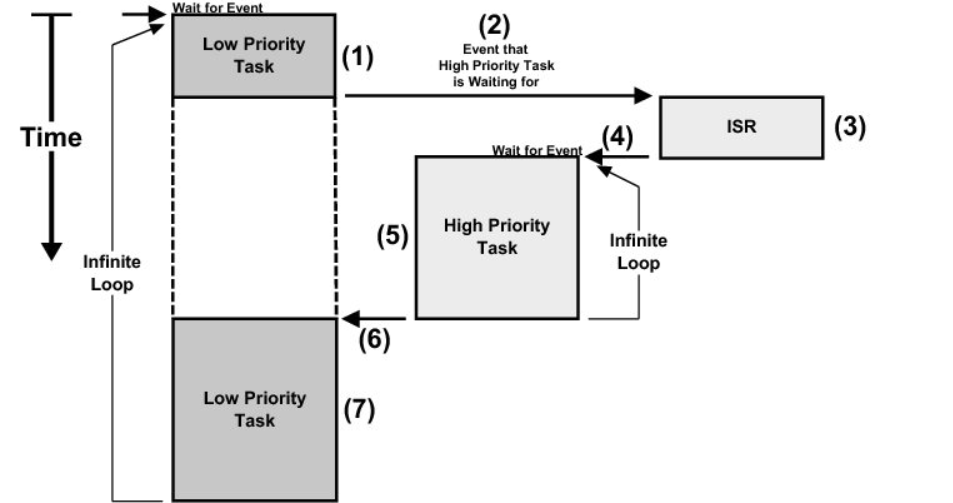 Wait for Event
Low Priority
Task
(1)
(2)
Event that
High Priority Task
is Waiting for
ISR
(3)
Time
(4)
Wait for Event
(5)
High Priority
Task
Infinite
Loop
Infinite
Loop
(6)
Low Priority
Task
(7)